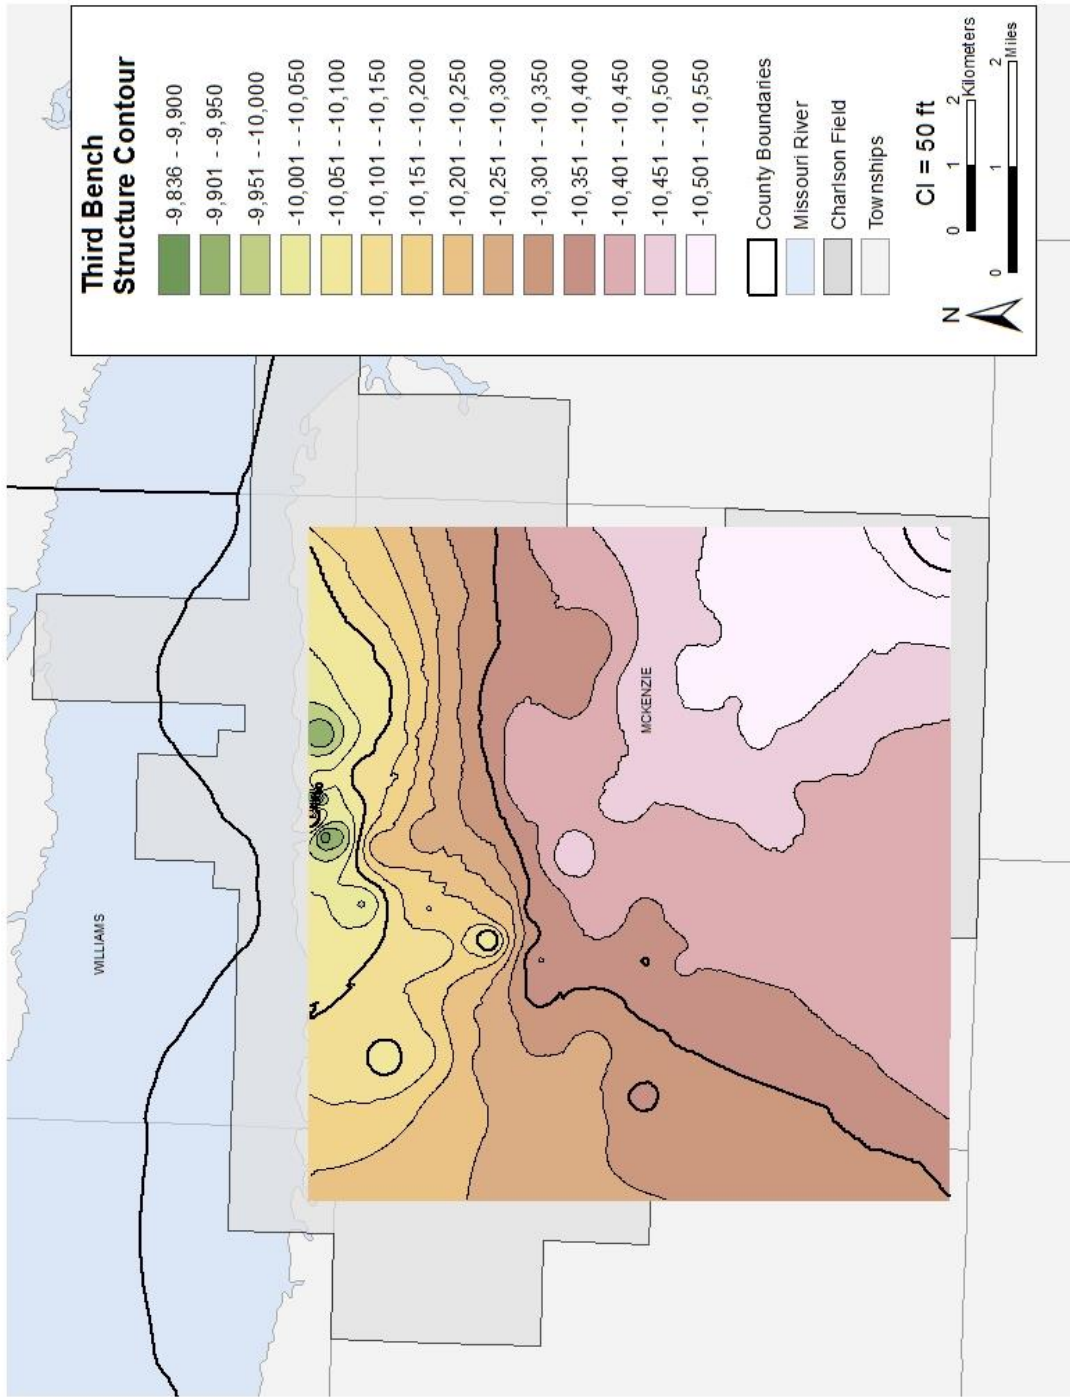 Third Bench
Structure Contour
-9,836 - -9,900
-9,901 - -9,950
-9,951 - -10,000
-10,001 - -10,050
-10,051 - -10,100
-10,101 - -10,150
-10,151 - -10,200
-10,201 - -10,250
-10,251 - -10,300
-10,301 - -10,350
-10,351 - -10,400
-10,401 - -10,450
-10,451 - -10,500
-10,501 - -10,550
County Boundaries
Missouri River
Charlson Field
Townships
CI = 50 ft
N
0 1 2 Kilometers
0 1 2 Miles
WILLIAMS
MCKENZIE